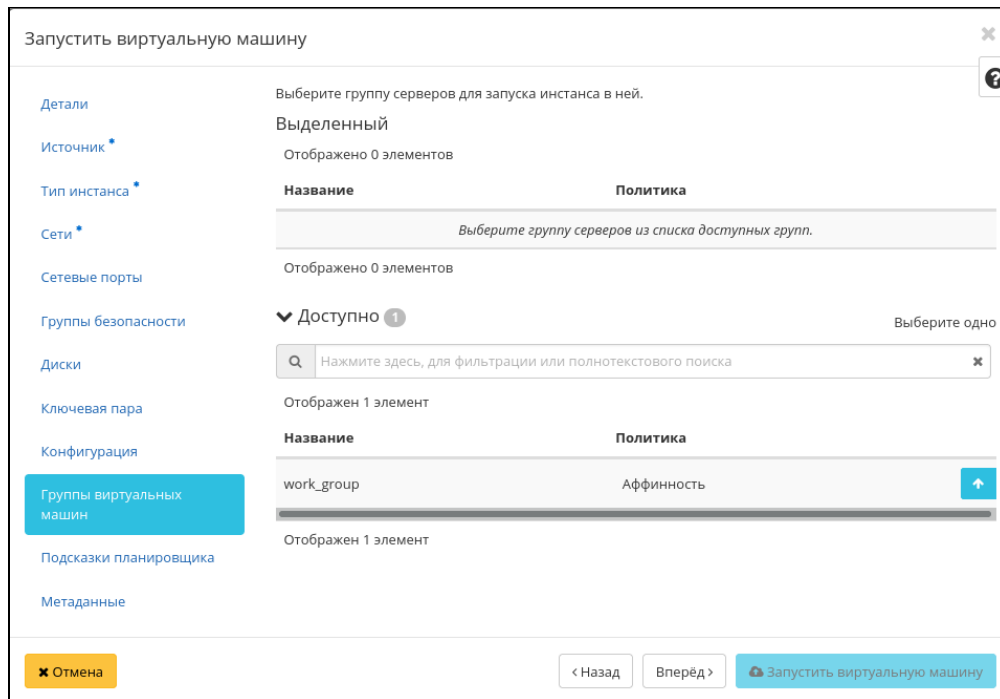 Запустить виртуальную машину
Детали
Источник
Тип инстанса
Сети
Сетевые порты
Группы безопасности
Диски
Ключевая пара
Конфигурация
Группы виртуальных
машин
Подсказки планировщика
Метаданные
Выберите группу серверов для запуска инстанса в ней.
Выделенный
Отображено 0 элементов
Название Политика
Выберите группу серверов из списка доступных групп.
Отображено 0 элементов
Доступно 1
Выберите одно
Нажмите здесь, для фильтрации или полнотекстового поиска
Отображен 1 элемент
Название Политика
work_group Аффинность
Отображен 1 элемент
Отмена
< Назад
Вперёд >
Запустить виртуальную машину